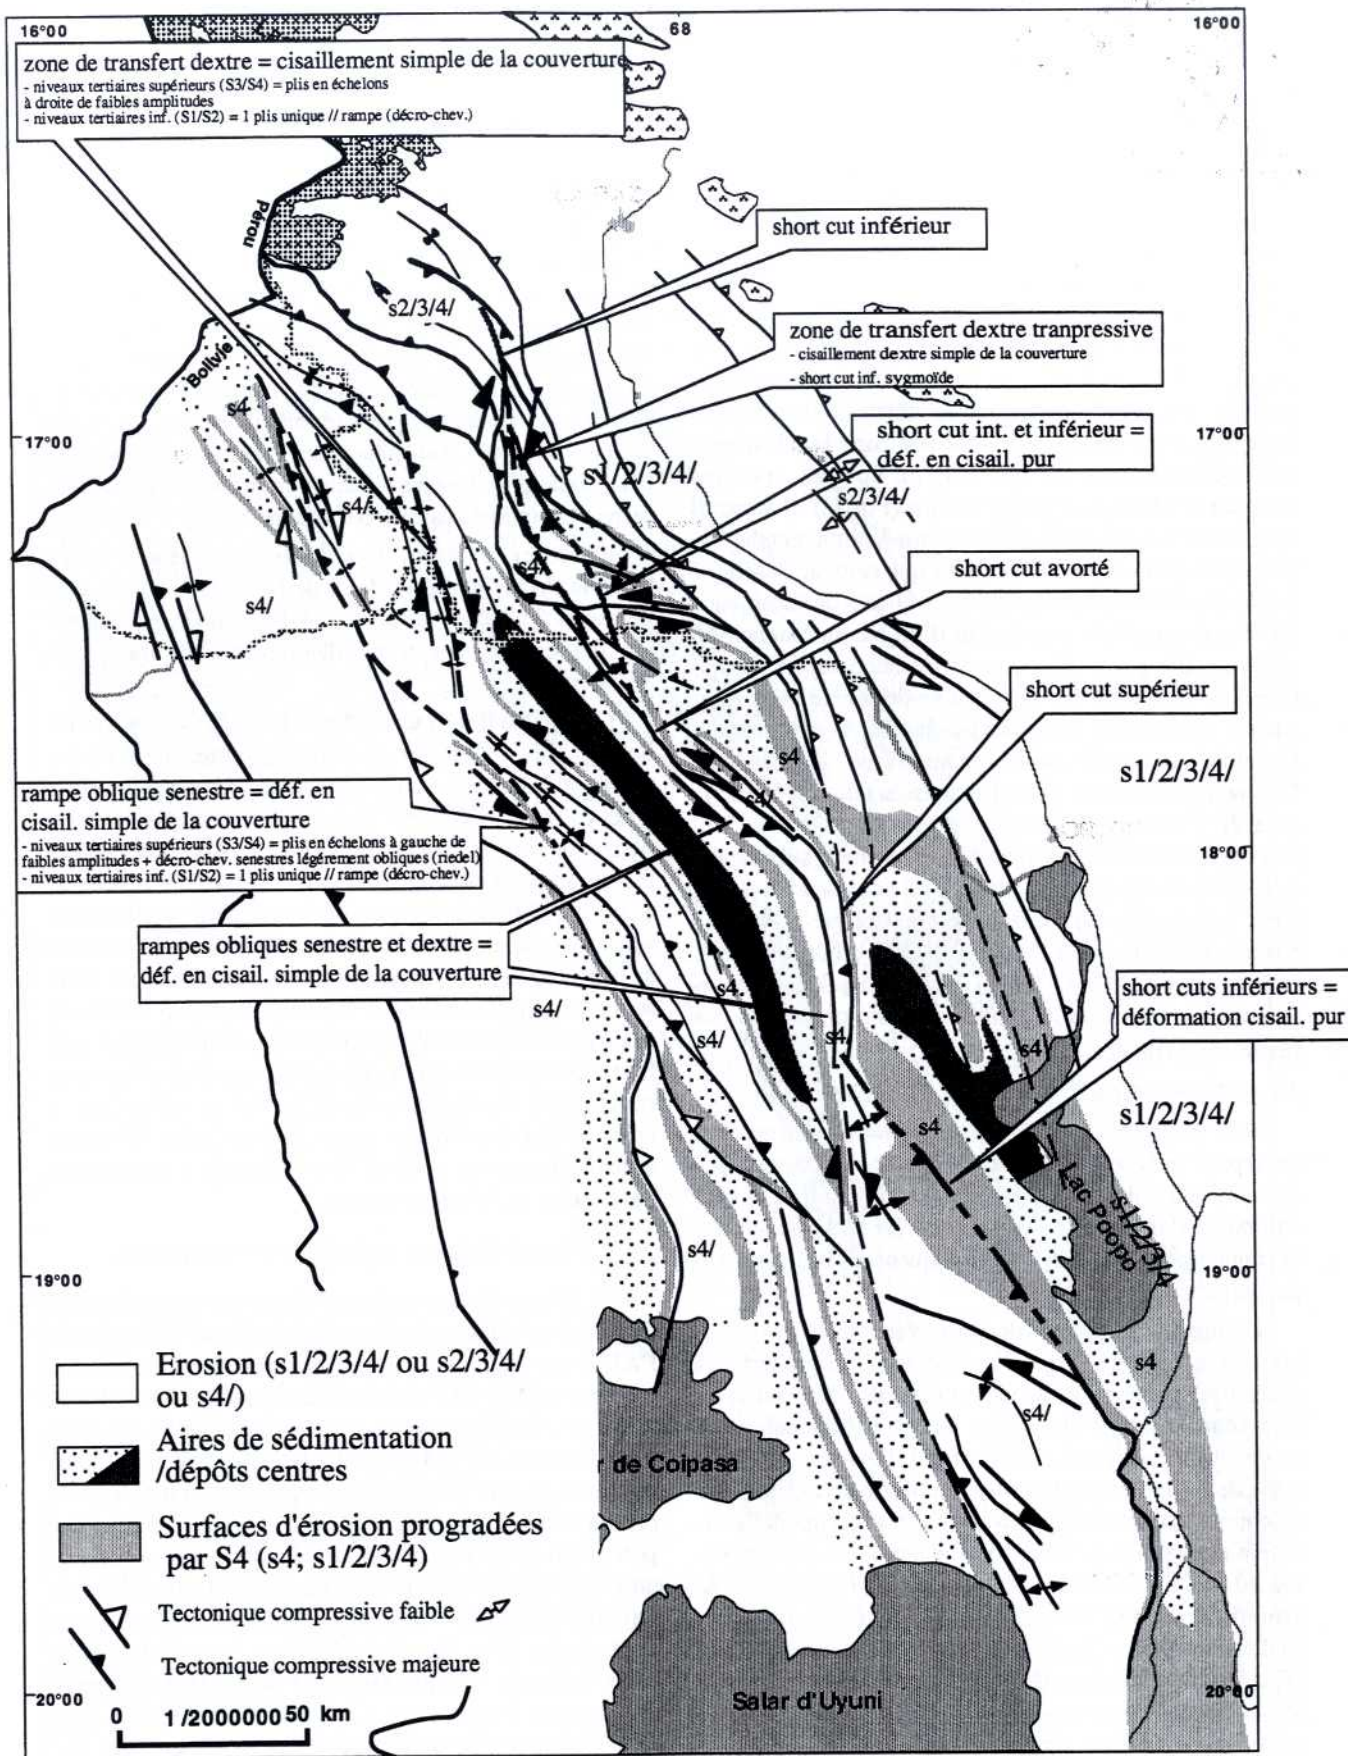 16°00
68
16°00
zone de transfert dextre = cisaillement simple de la couverture
- niveaux tertiaires supérieurs (S3/S4) = plis en échelons
à droite de faibles amplitudes
- niveaux tertiaires inf. (S1/S2) = 1 plis unique // rampe (décro-chev.)
Pérou
short cut inférieur
s2/3/4/
zone de transfert dextre tranpressive
- cisaillement dextre simple de la couverture
- short cut inf. sygmoïde
Bolivie
s4
17°00
17°00
short cut int. et inférieur =
déf. en cisail. pur
s1/2/3/4/
s2/3/4/
s4/
s4/
s4/
short cut avorté
short cut supérieur
s4
s1/2/3/4/
s4/
rampe oblique senestre = déf. en
cisail. simple de la couverture
- niveaux tertiaires supérieurs (S3/S4) = plis en échelons à gauche de
faibles amplitudes + décro-chev. senestres légérement obliques (riedel)
- niveaux tertiaires inf. (S1/S2) = 1 plis unique // rampe (décro-chev.)
18°00
rampes obliques senestre et dextre =
déf. en cisail. simple de la couverture
s4
s4/
s4/
s4/
s4
short cuts inférieurs =
déformation cisail. pur
s4
s1/2/3/4/
Lac Poopo
s1/2/3/4
s4/
19°00
19°00
s4
s4/
Erosion (s1/2/3/4/ ou s2/3/4/
ou s4/)
Aires de sédimentation
/dépôts centres
r de Coipasa
Surfaces d'érosion progradées
par S4 (s4; s1/2/3/4)
Tectonique compressive faible
Tectonique compressive majeure
20°00
20°00
Salar d'Uyuni
0 1 /2000000 50 km